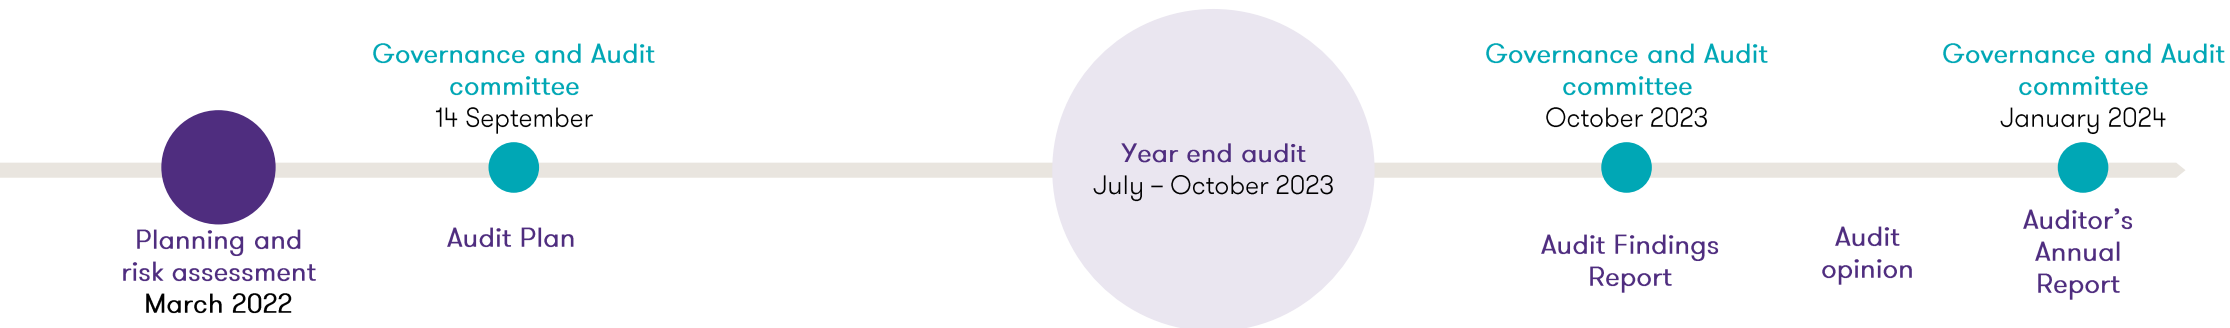 Governance and Audit
committee
14 September
Planning and
risk assessment
March 2022
Audit Plan
Year end audit
July – October 2023
Governance and Audit
committee
October 2023
Audit Findings
Report
Audit
opinion
Governance and Audit
committee
January 2024
Auditor’s
Annual
Report